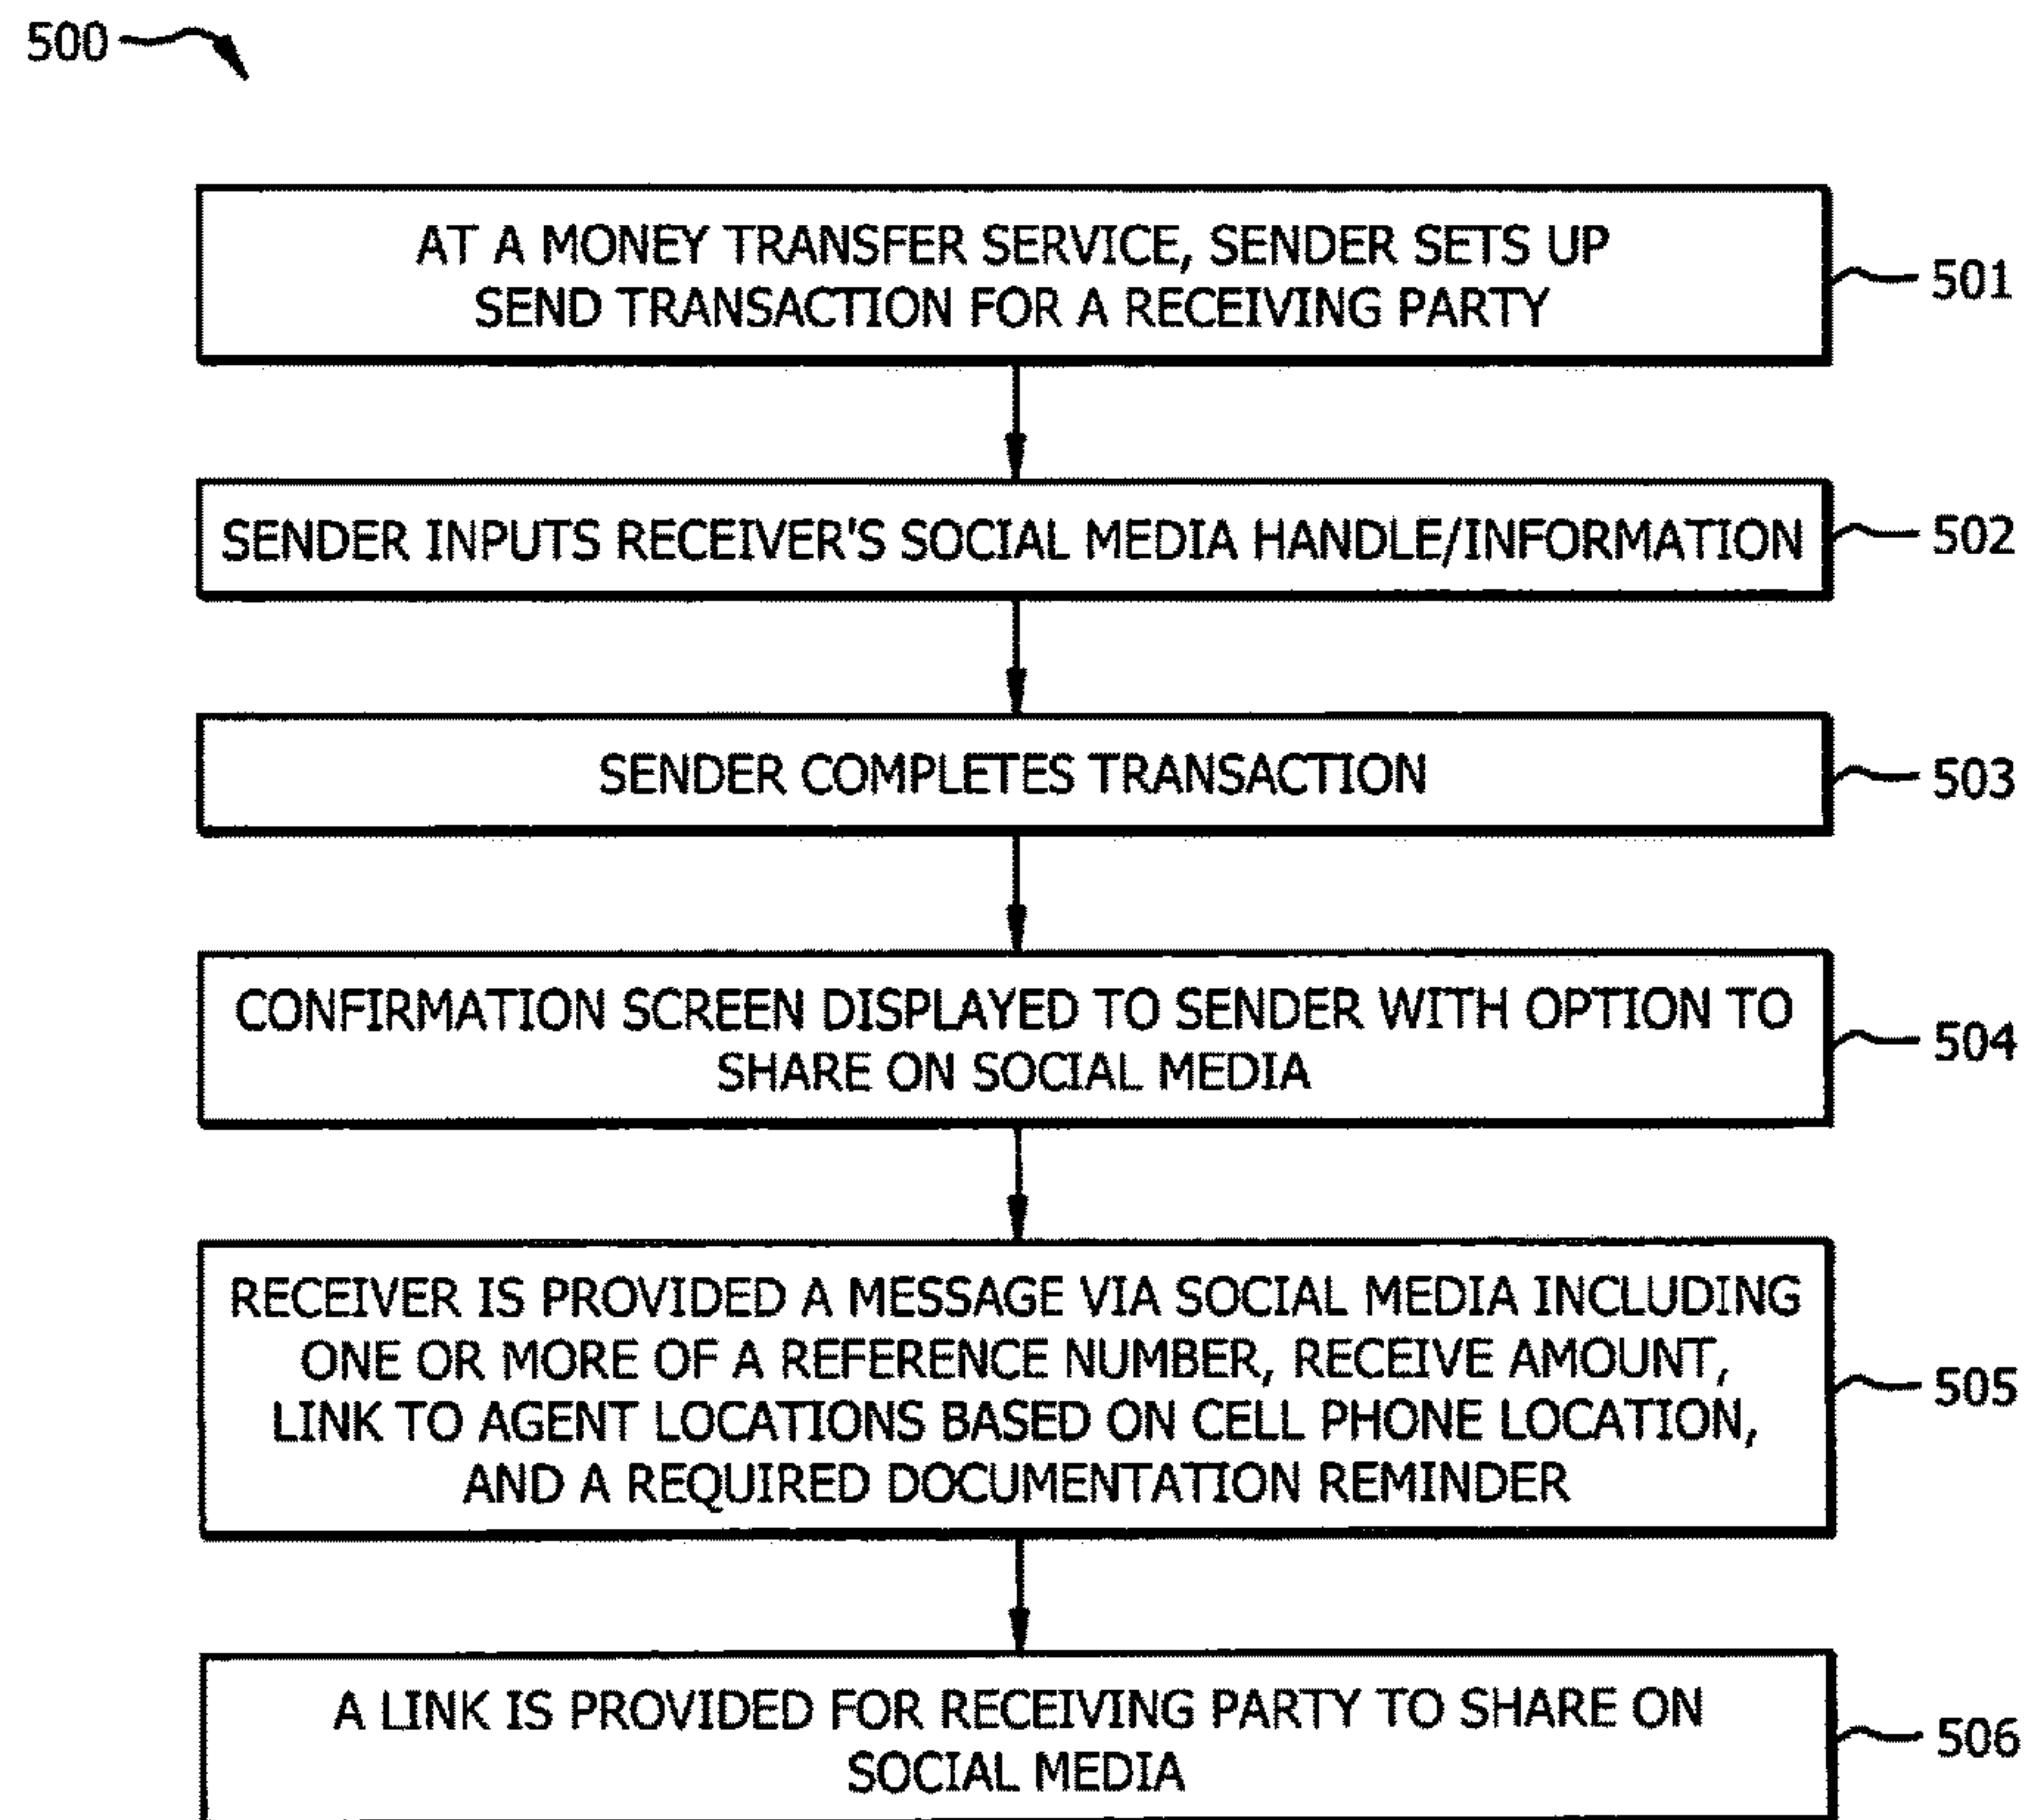 500
AT A MONEY TRANSFER SERVICE, SENDER SETS UP
SEND TRANSACTION FOR A RECEIVING PARTY
501
SENDER INPUTS RECEIVER'S SOCIAL MEDIA HANDLE/INFORMATION
502
SENDER COMPLETES TRANSACTION
503
CONFIRMATION SCREEN DISPLAYED TO SENDER WITH OPTION TO
SHARE ON SOCIAL MEDIA
504
RECEIVER IS PROVIDED A MESSAGE VIA SOCIAL MEDIA INCLUDING
ONE OR MORE OF A REFERENCE NUMBER, RECEIVE AMOUNT,
LINK TO AGENT LOCATIONS BASED ON CELL PHONE LOCATION,
AND A REQUIRED DOCUMENTATION REMINDER
505
A LINK IS PROVIDED FOR RECEIVING PARTY TO SHARE ON
SOCIAL MEDIA
506